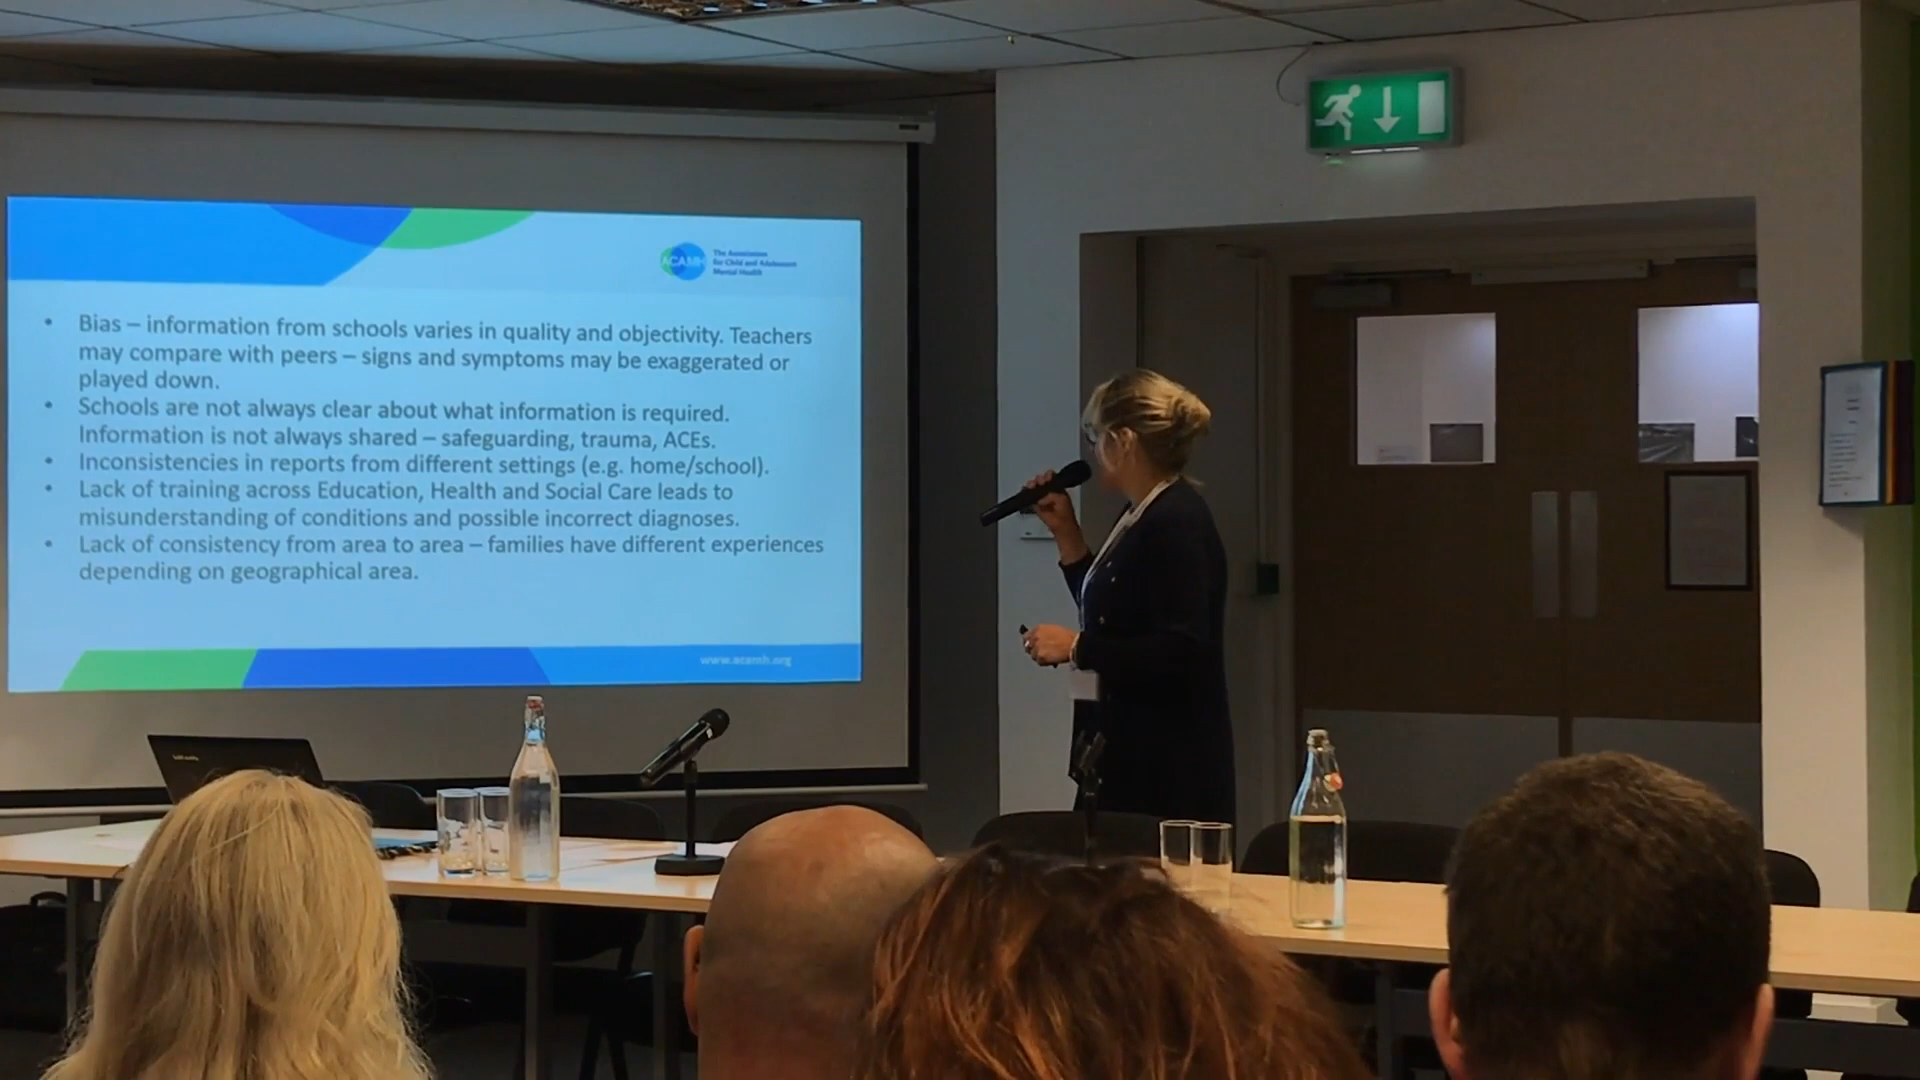 ACAMH
The Association
for Child and Adolescent
Mental Health
• Bias – information from schools varies in quality and objectivity. Teachers
may compare with peers – signs and symptoms may be exaggerated or
played down.
• Schools are not always clear about what information is required.
Information is not always shared – safeguarding, trauma, ACEs.
• Inconsistencies in reports from different settings (e.g. home/school).
• Lack of training across Education, Health and Social Care leads to
misunderstanding of conditions and possible incorrect diagnoses.
• Lack of consistency from area to area – families have different experiences
depending on geographical area.
www.acamh.org